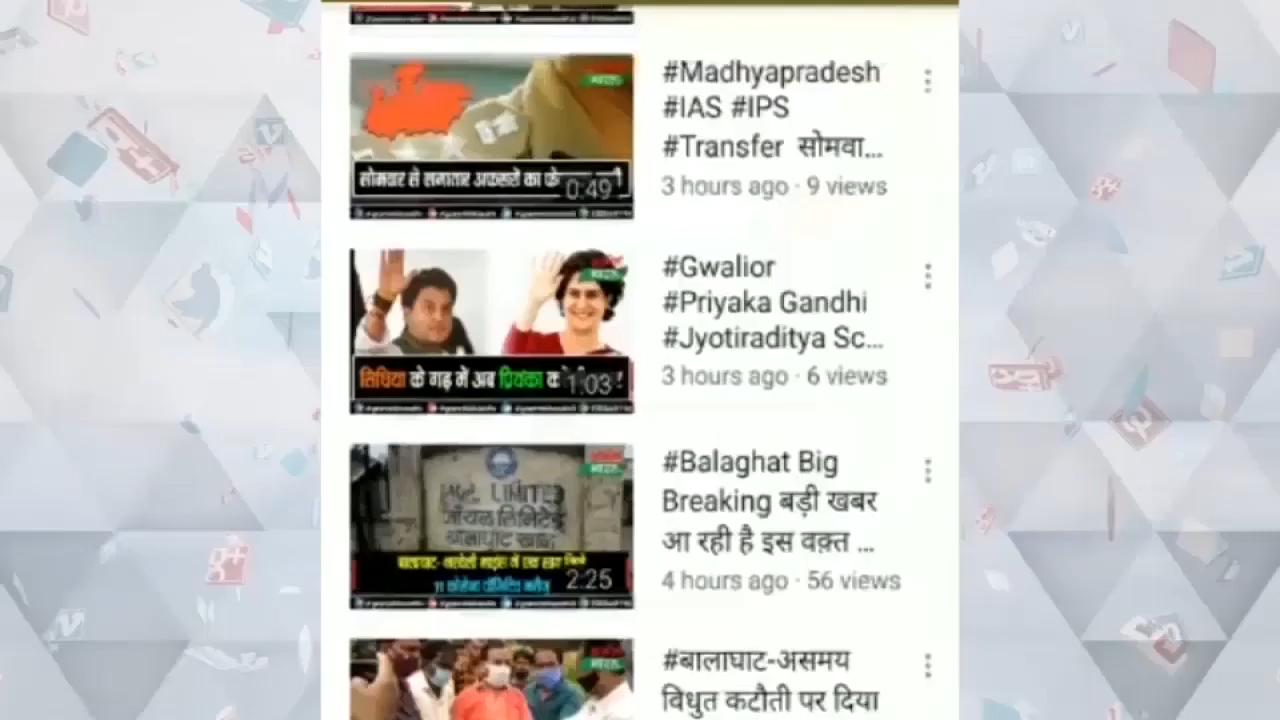 #Madhyapradesh
#IAS #IPS
#Transfer सोमवा...
3 hours ago · 9 views
सोमवार से लगातार अफसरों का फे
0:49
#Gwalior
#Priyaka Gandhi
#Jyotiraditya Sc...
3 hours ago · 6 views
सिंधिया के गढ़ में अब प्रियंका
1:03
#Balaghat Big
Breaking बड़ी खबर
आ रही है इस वक़्त ...
4 hours ago · 56 views
LIMITED
मॉयल लिमिटेड
बालाघाट खान
2:25
#बालाघाट-असमय
विधुत कटौती पर दिया